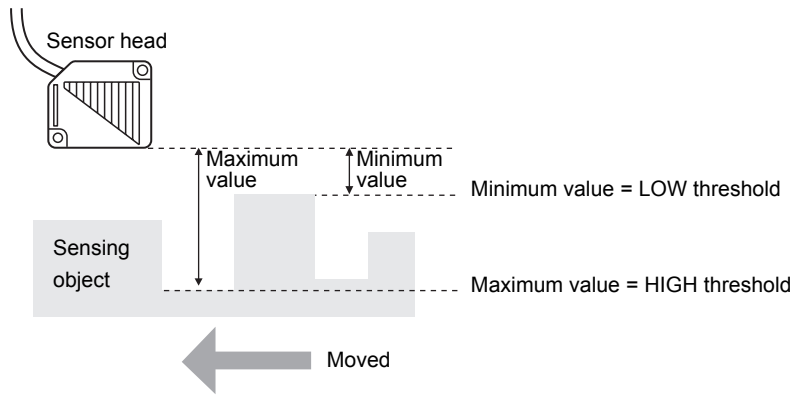 Sensor head
Maximum
value
Minimum
value
Minimum value = LOW threshold
Sensing
object
Maximum value = HIGH threshold
Moved